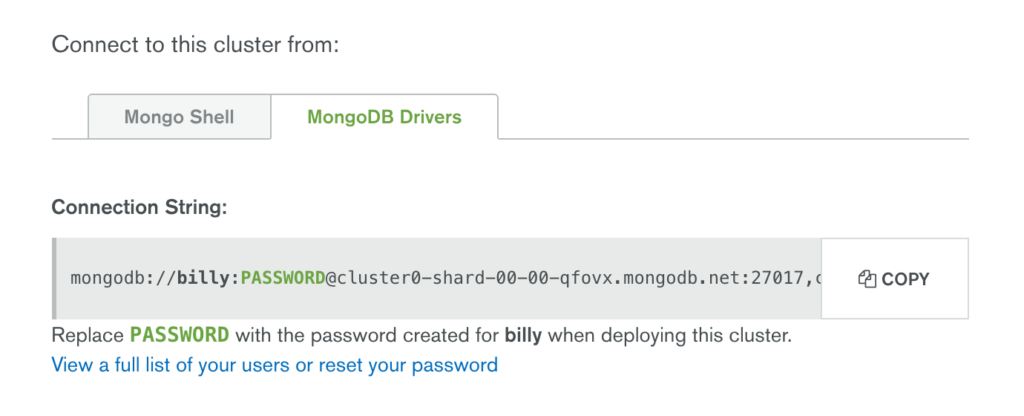 Connect to this cluster from:
Mongo Shell
MongoDB Drivers
Connection String:
mongodb://billy:PASSWORD@cluster0-shard-00-00-qfovx.mongodb.net:27017,
COPY
Replace PASSWORD with the password created for billy when deploying this cluster.
View a full list of your users or reset your password